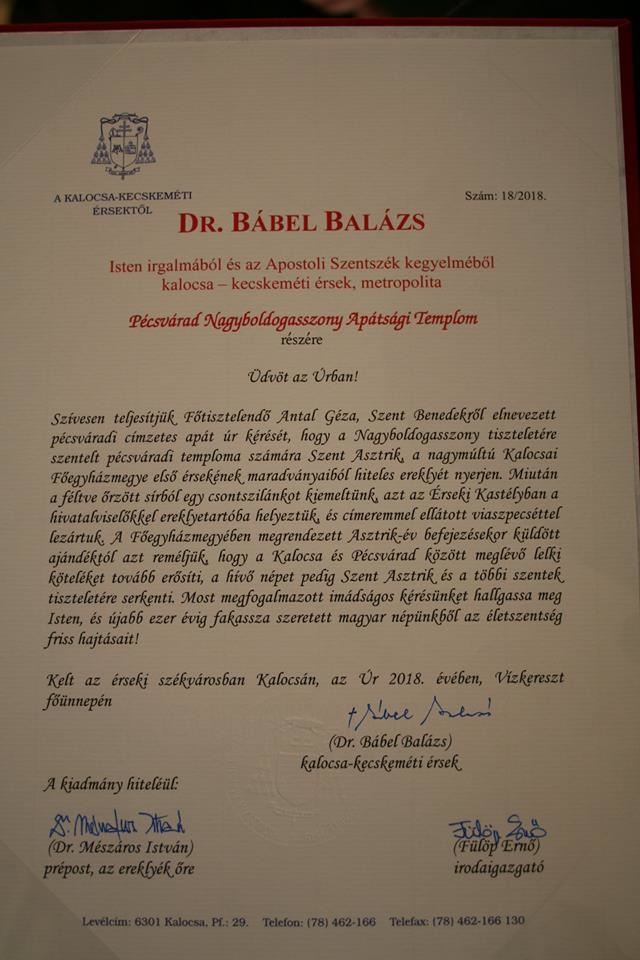 A KALOCSA-KECSKEMÉTI
ÉRSEKTŐL
Szám: 18/2018.
DR. BÁBEL BALÁZS
Isten irgalmából és az Apostoli Szentszék kegyelméből
kalocsa – kecskeméti érsek, metropolita
Pécsvárad Nagyboldogasszony Apátsági Templom
részére
Üdvöt az Úrban!
Szívesen teljesítjük Főtisztelendő Antal Géza, Szent Benedekről elnevezett
pécsváradi címzetes apát úr kérését, hogy a Nagyboldogasszony tiszteletére
szentelt pécsváradi temploma számára Szent Asztrik, a nagymúltú Kalocsai
Főegyházmegye első érsekének maradványaiból hiteles ereklyét nyerjen. Miután
a féltve őrzött sírból egy csontszilánkot kiemeltünk, azt az Érseki Kastélyban a
hivatalviselőkkel ereklyetartóba helyeztük, és címeremmel ellátott viaszpecséttel
lezártuk. A Főegyházmegyében megrendezett Asztrik-év befejezésekor küldött
ajándéktól azt reméljük, hogy a Kalocsa és Pécsvárad között meglévő lelki
köteléket tovább erősíti, a hívő népet pedig Szent Asztrik és a többi szentek
tiszteletére serkenti. Most megfogalmazott imádságos kérésünket hallgassa meg
Isten, és újabb ezer évig fakassza szeretett magyar népünkből az életszentség
friss hajtásait!
Kelt az érseki székvárosban Kalocsán, az Úr 2018. évében, Vízkereszt
főünnepén
+ Bábel Balázs
(Dr. Bábel Balázs)
kalocsa-kecskeméti érsek
A kiadmány hiteléül:
Fülöp Ernő
(Dr. Mészáros István)
(Fülöp Ernő)
prépost, az ereklyék őre
irodaigazgató
Levélcím: 6301 Kalocsa, Pf.: 29. Telefon: (78) 462-166 Telefax: (78) 462-166 130